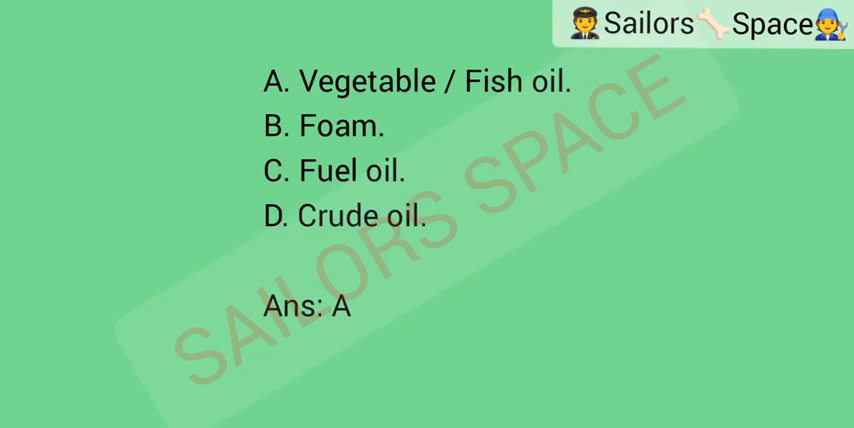 Sailors Space
A. Vegetable / Fish oil.
B. Foam.
C. Fuel oil.
D. Crude oil.
Ans: A
SAILORS SPACE